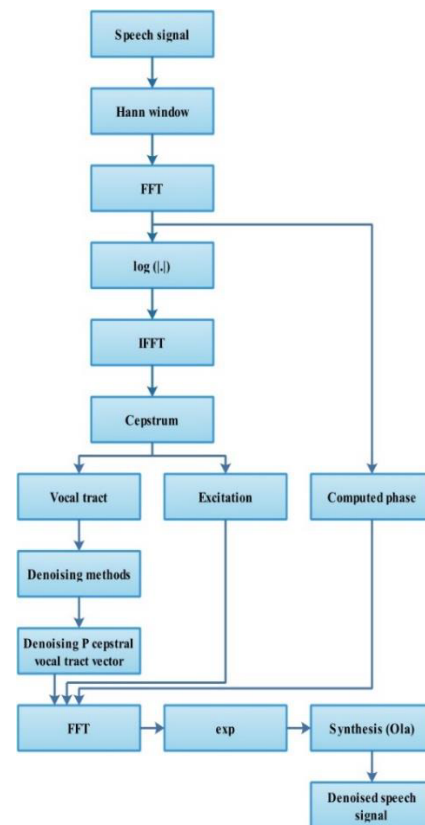 Speech signal
Hann window
FFT
log (|.|)
IFFT
Cepstrum
Vocal tract
Excitation
Computed phase
Denoising methods
Denoising P cepstral
vocal tract vector
FFT
exp
Synthesis (Ola)
Denoised speech
signal